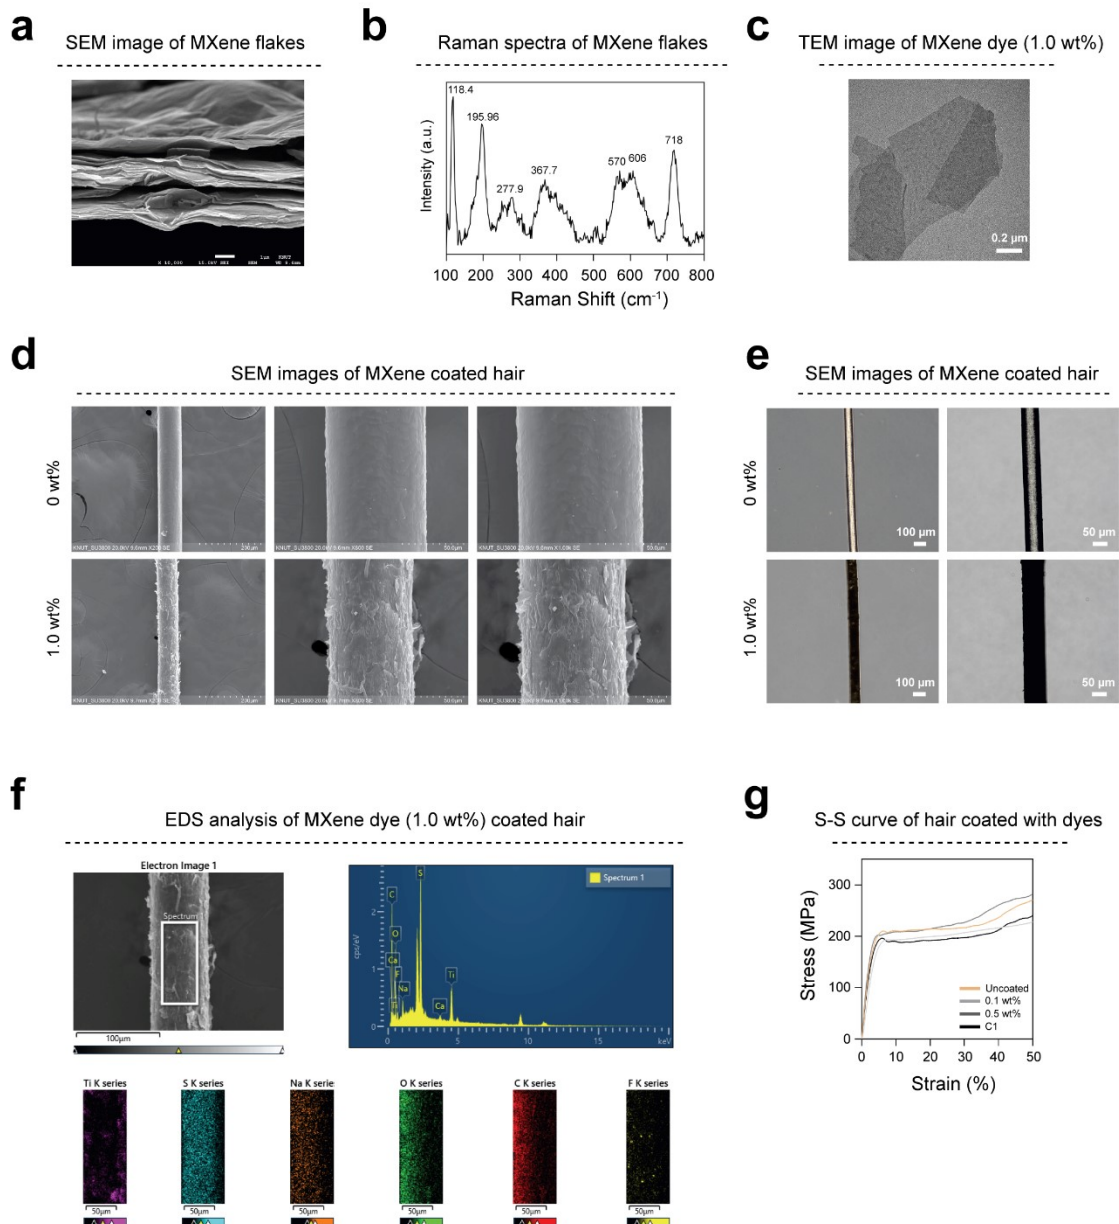 a
SEM image of MXene flakes
1μm
b
Raman spectra of MXene flakes
Intensity (a.u.)
118.4
195.96
277.9
367.7
570
606
718
100 200 300 400 500 600 700 800
Raman Shift (cm⁻¹)
c
TEM image of MXene dye (1.0 wt%)
0.2 μm
d
SEM images of MXene coated hair
0 wt%
1.0 wt%
e
SEM images of MXene coated hair
0 wt%
100 μm
50 μm
1.0 wt%
100 μm
50 μm
f
EDS analysis of MXene dye (1.0 wt%) coated hair
Electron Image 1
Spectrum
100μm
Spectrum 1
cps/eV
2
1
0
C
O
Ca
F
Na
S
Ca
Ti
0 5 10 15 keV
Ti K series
S K series
Na K series
O K series
C K series
F K series
50μm
50μm
50μm
50μm
50μm
50μm
g
S-S curve of hair coated with dyes
Stress (MPa)
300
200
100
0
Uncoated
0.1 wt%
0.5 wt%
C1
0 10 20 30 40 50
Strain (%)